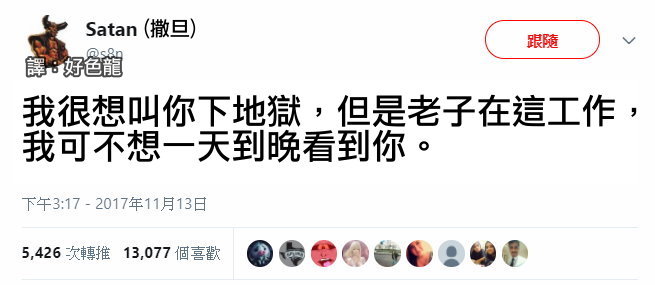 Satan (撒旦)
@s8n
譯：好色龍
跟隨
我很想叫你下地獄，但是老子在這工作，
我可不想一天到晚看到你。
下午3:17 - 2017年11月13日
5,426 次轉推 13,077 個喜歡